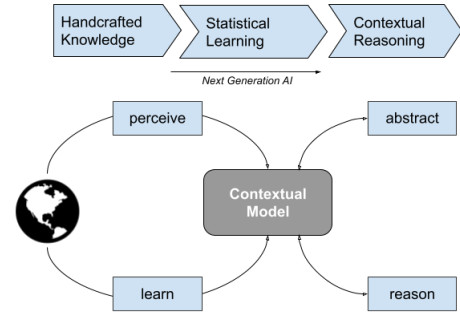 Handcrafted
Knowledge
Statistical
Learning
Contextual
Reasoning
Next Generation AI
perceive
abstract
Contextual
Model
learn
reason